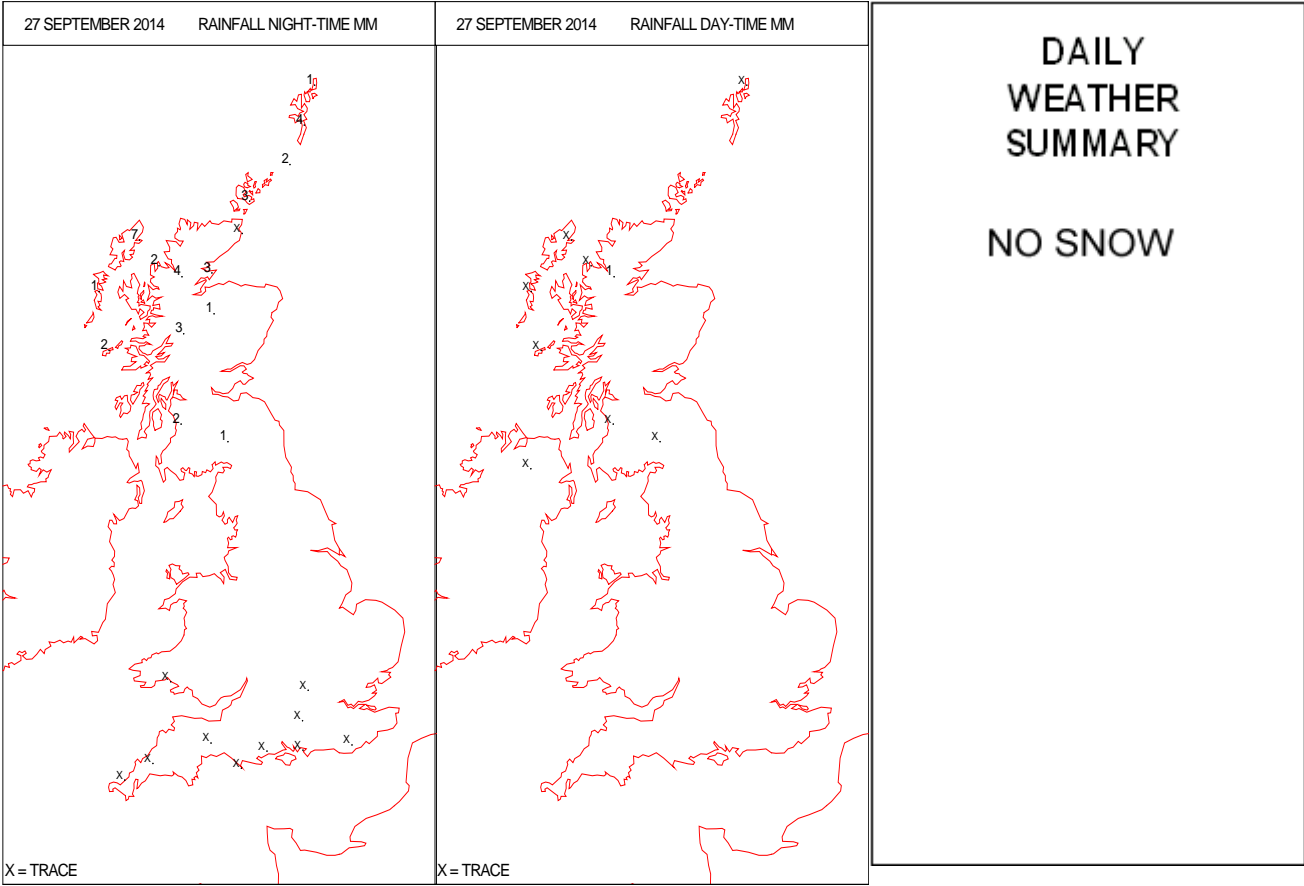 27 SEPTEMBER 2014 RAINFALL NIGHT-TIME MM
1
4
2
3
X
7
2
4 3
1
1
3
2
2
1
X
X
X
X
X X X
X
X
X
X = TRACE
27 SEPTEMBER 2014 RAINFALL DAY-TIME MM
X
X
X
1
X
X
X
X
X
X = TRACE
DAILY
WEATHER
SUMMARY
NO SNOW